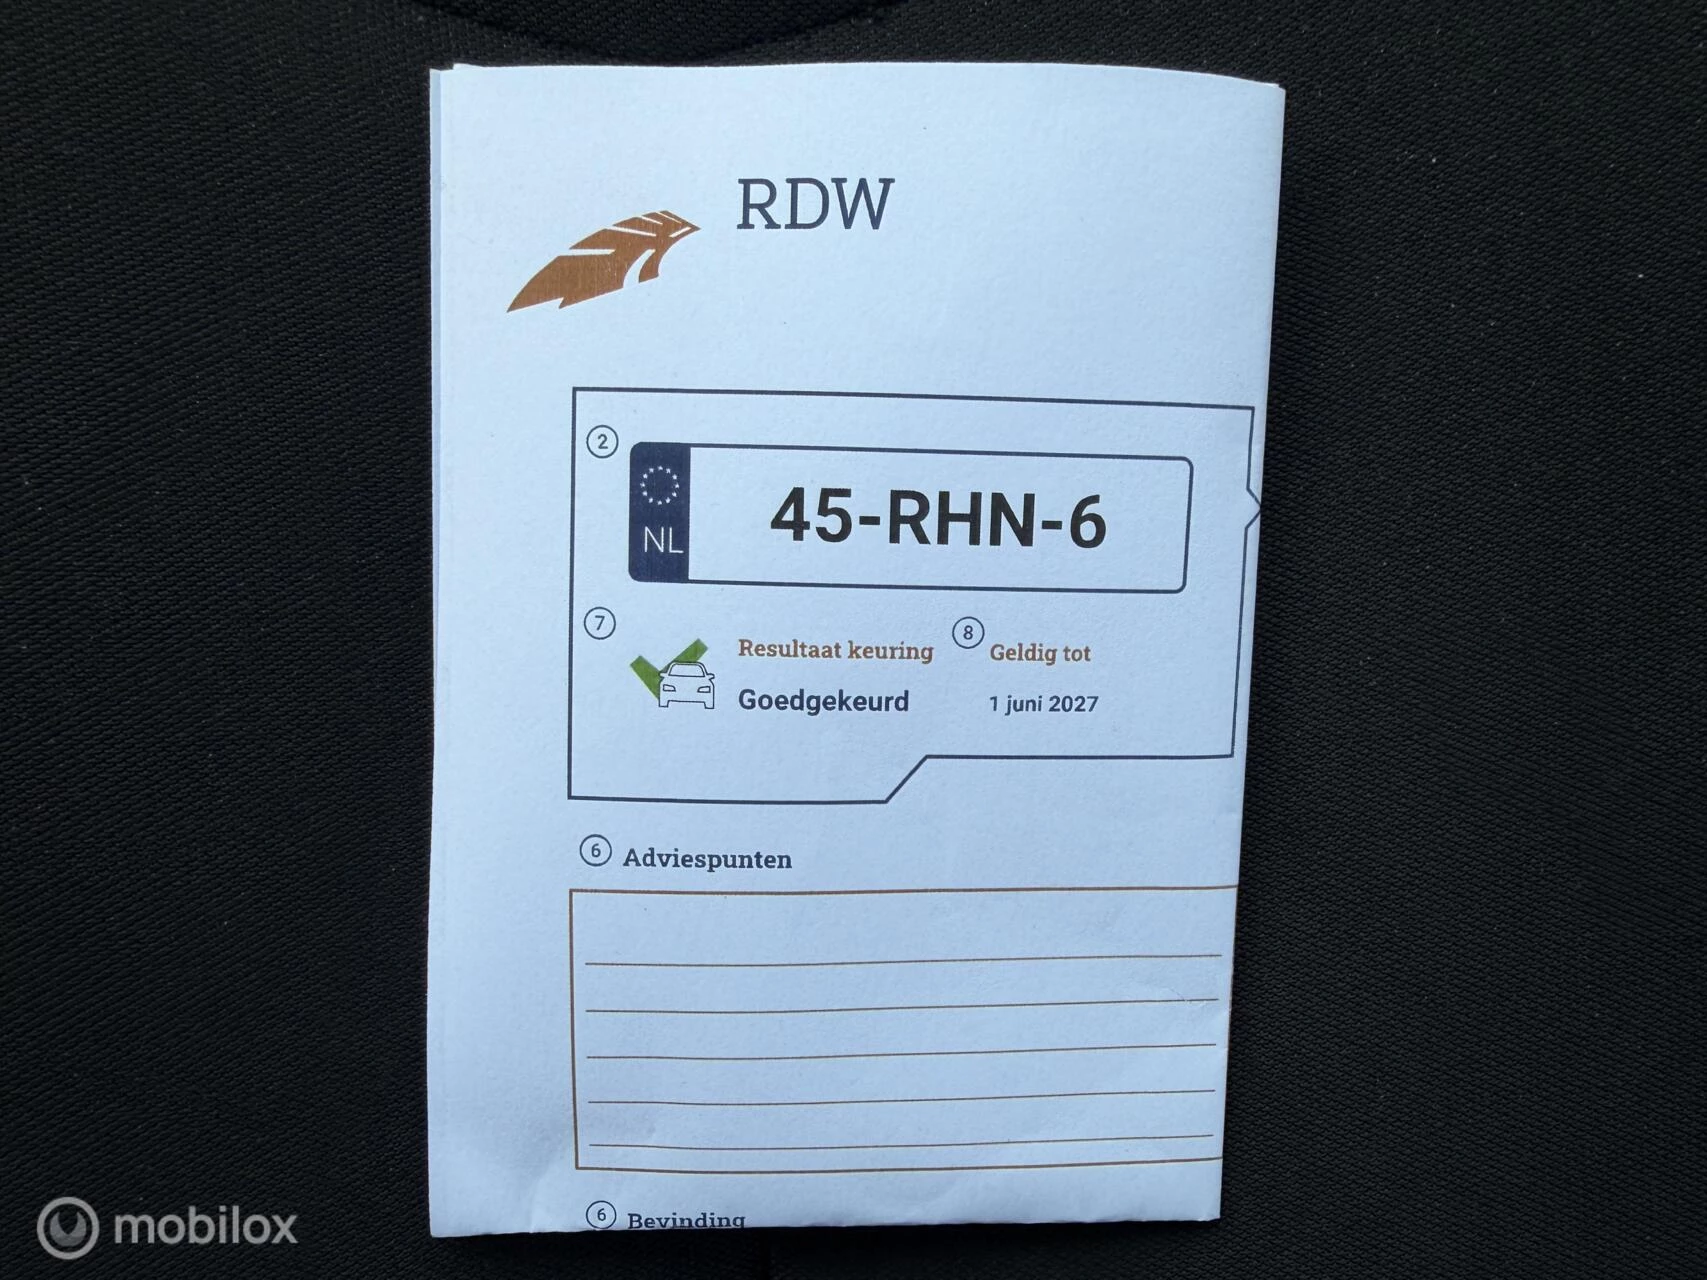 RDW
2
NL
45-RHN-6
7
Resultaat keuring
8
Geldig tot
Goedgekeurd
1 juni 2027
6 Adviespunten
6 Bevinding
mobilox